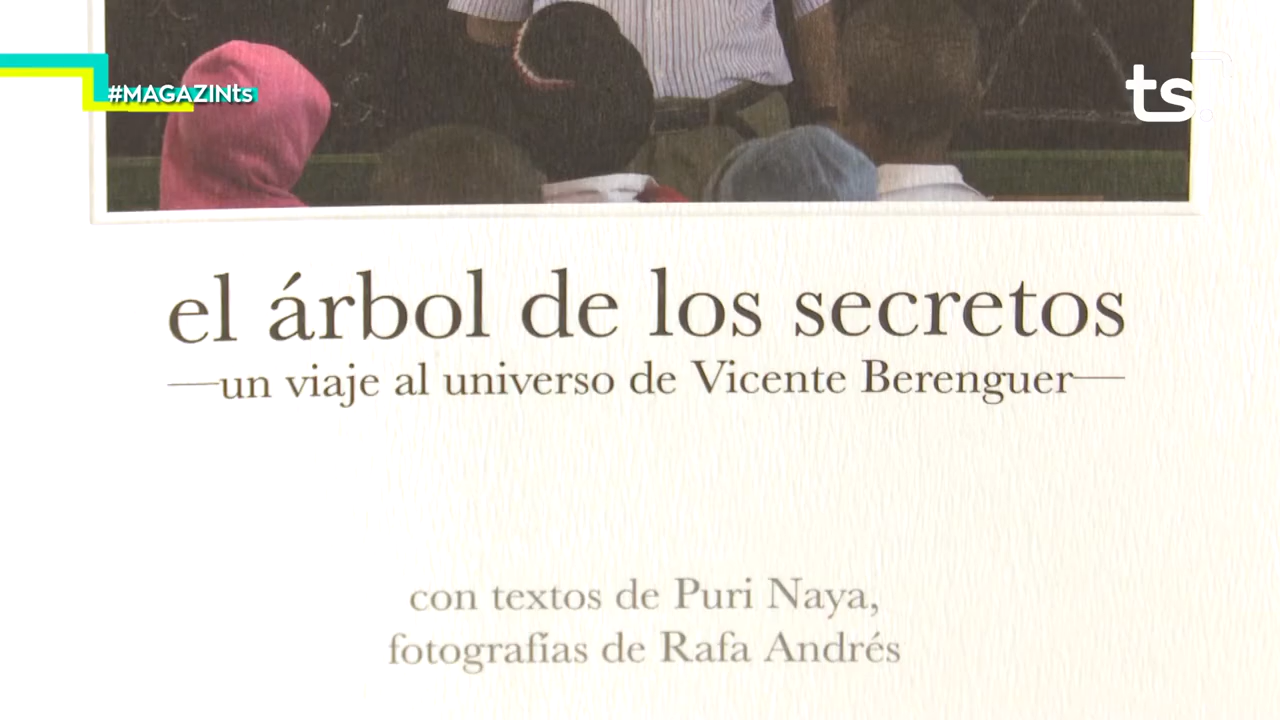 #MAGAZINts
ts
el árbol de los secretos
—un viaje al universo de Vicente Berenguer—
con textos de Puri Naya,
fotografías de Rafa Andrés